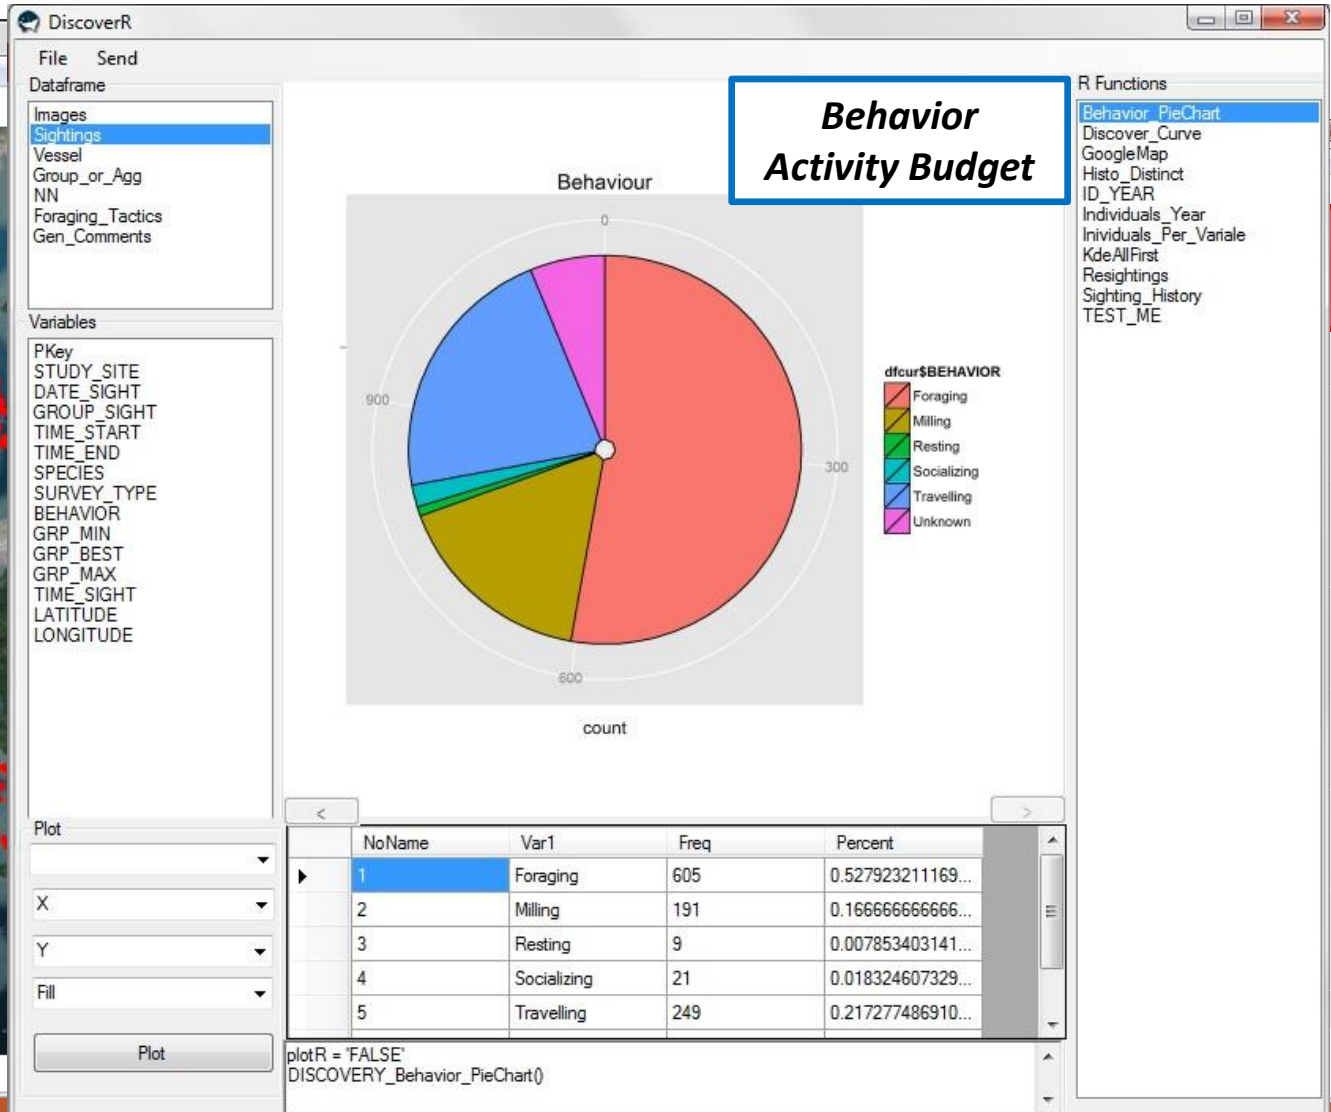 DiscoverR
File Send
Dataframe
Images
Sightings
Vessel
Group_or_Agg
NN
Foraging_Tactics
Gen_Comments
Variables
PKey
STUDY_SITE
DATE_SIGHT
GROUP_SIGHT
TIME_START
TIME_END
SPECIES
SURVEY_TYPE
BEHAVIOR
GRP_MIN
GRP_BEST
GRP_MAX
TIME_SIGHT
LATITUDE
LONGITUDE
Plot
X
Y
Fill
Plot
Behavior
Activity Budget
Behaviour
0
300
600
900
count
dfcur$BEHAVIOR
Foraging
Milling
Resting
Socializing
Travelling
Unknown
< >
NoName Var1 Freq Percent
1 Foraging 605 0.527923211169...
2 Milling 191 0.166666666666...
3 Resting 9 0.007853403141...
4 Socializing 21 0.018324607329...
5 Travelling 249 0.217277486910...
plotR = 'FALSE'
DISCOVERY_Behavior_PieChart()
R Functions
Behavior_PieChart
Discover_Curve
GoogleMap
Histo_Distinct
ID_YEAR
Individuals_Year
Inividuals_Per_Variale
KdeAllFirst
Resightings
Sighting_History
TEST_ME